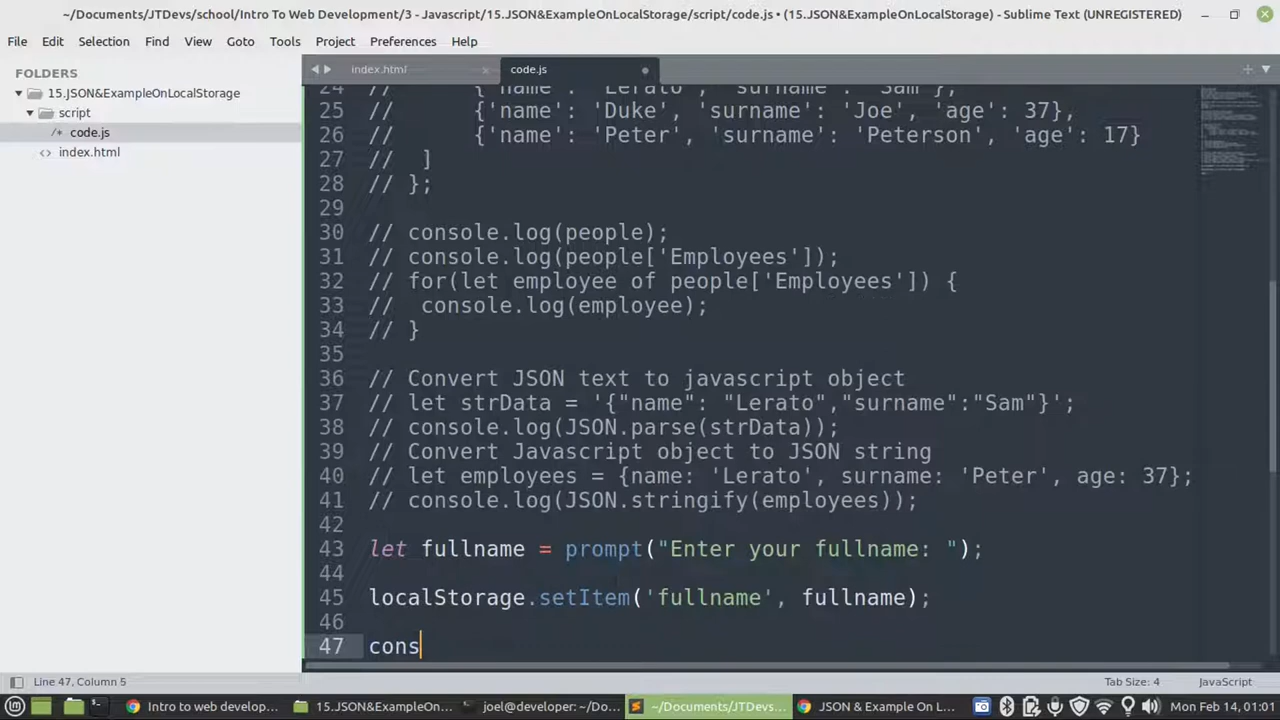 ~/Documents/JTDevs/school/Intro To Web Development/3 - Javascript/15.JSON&ExampleOnLocalStorage/script/code.js • (15.JSON&ExampleOnLocalStorage) - Sublime Text (UNREGISTERED)
File Edit Selection Find View Goto Tools Project Preferences Help
FOLDERS
15.JSON&ExampleOnLocalStorage
script
/* code.js
<> index.html
index.html code.js
24 // {'name': 'Lerato', 'surname': 'Sam'},
25 // {'name': 'Duke', 'surname': 'Joe', 'age': 37},
26 // {'name': 'Peter', 'surname': 'Peterson', 'age': 17}
27 // ]
28 // };
29
30 // console.log(people);
31 // console.log(people['Employees']);
32 // for(let employee of people['Employees']) {
33 // console.log(employee);
34 // }
35
36 // Convert JSON text to javascript object
37 // let strData = '{"name": "Lerato","surname":"Sam"}';
38 // console.log(JSON.parse(strData));
39 // Convert Javascript object to JSON string
40 // let employees = {name: 'Lerato', surname: 'Peter', age: 37};
41 // console.log(JSON.stringify(employees));
42
43 let fullname = prompt("Enter your fullname: ");
44
45 localStorage.setItem('fullname', fullname);
46
47 cons
Line 47, Column 5 Tab Size: 4 JavaScript
Intro to web develop... 15.JSON&ExampleOnL... joel@developer: ~/Do... ~/Documents/JTDevs... JSON & Example On L... Mon Feb 14, 01:01